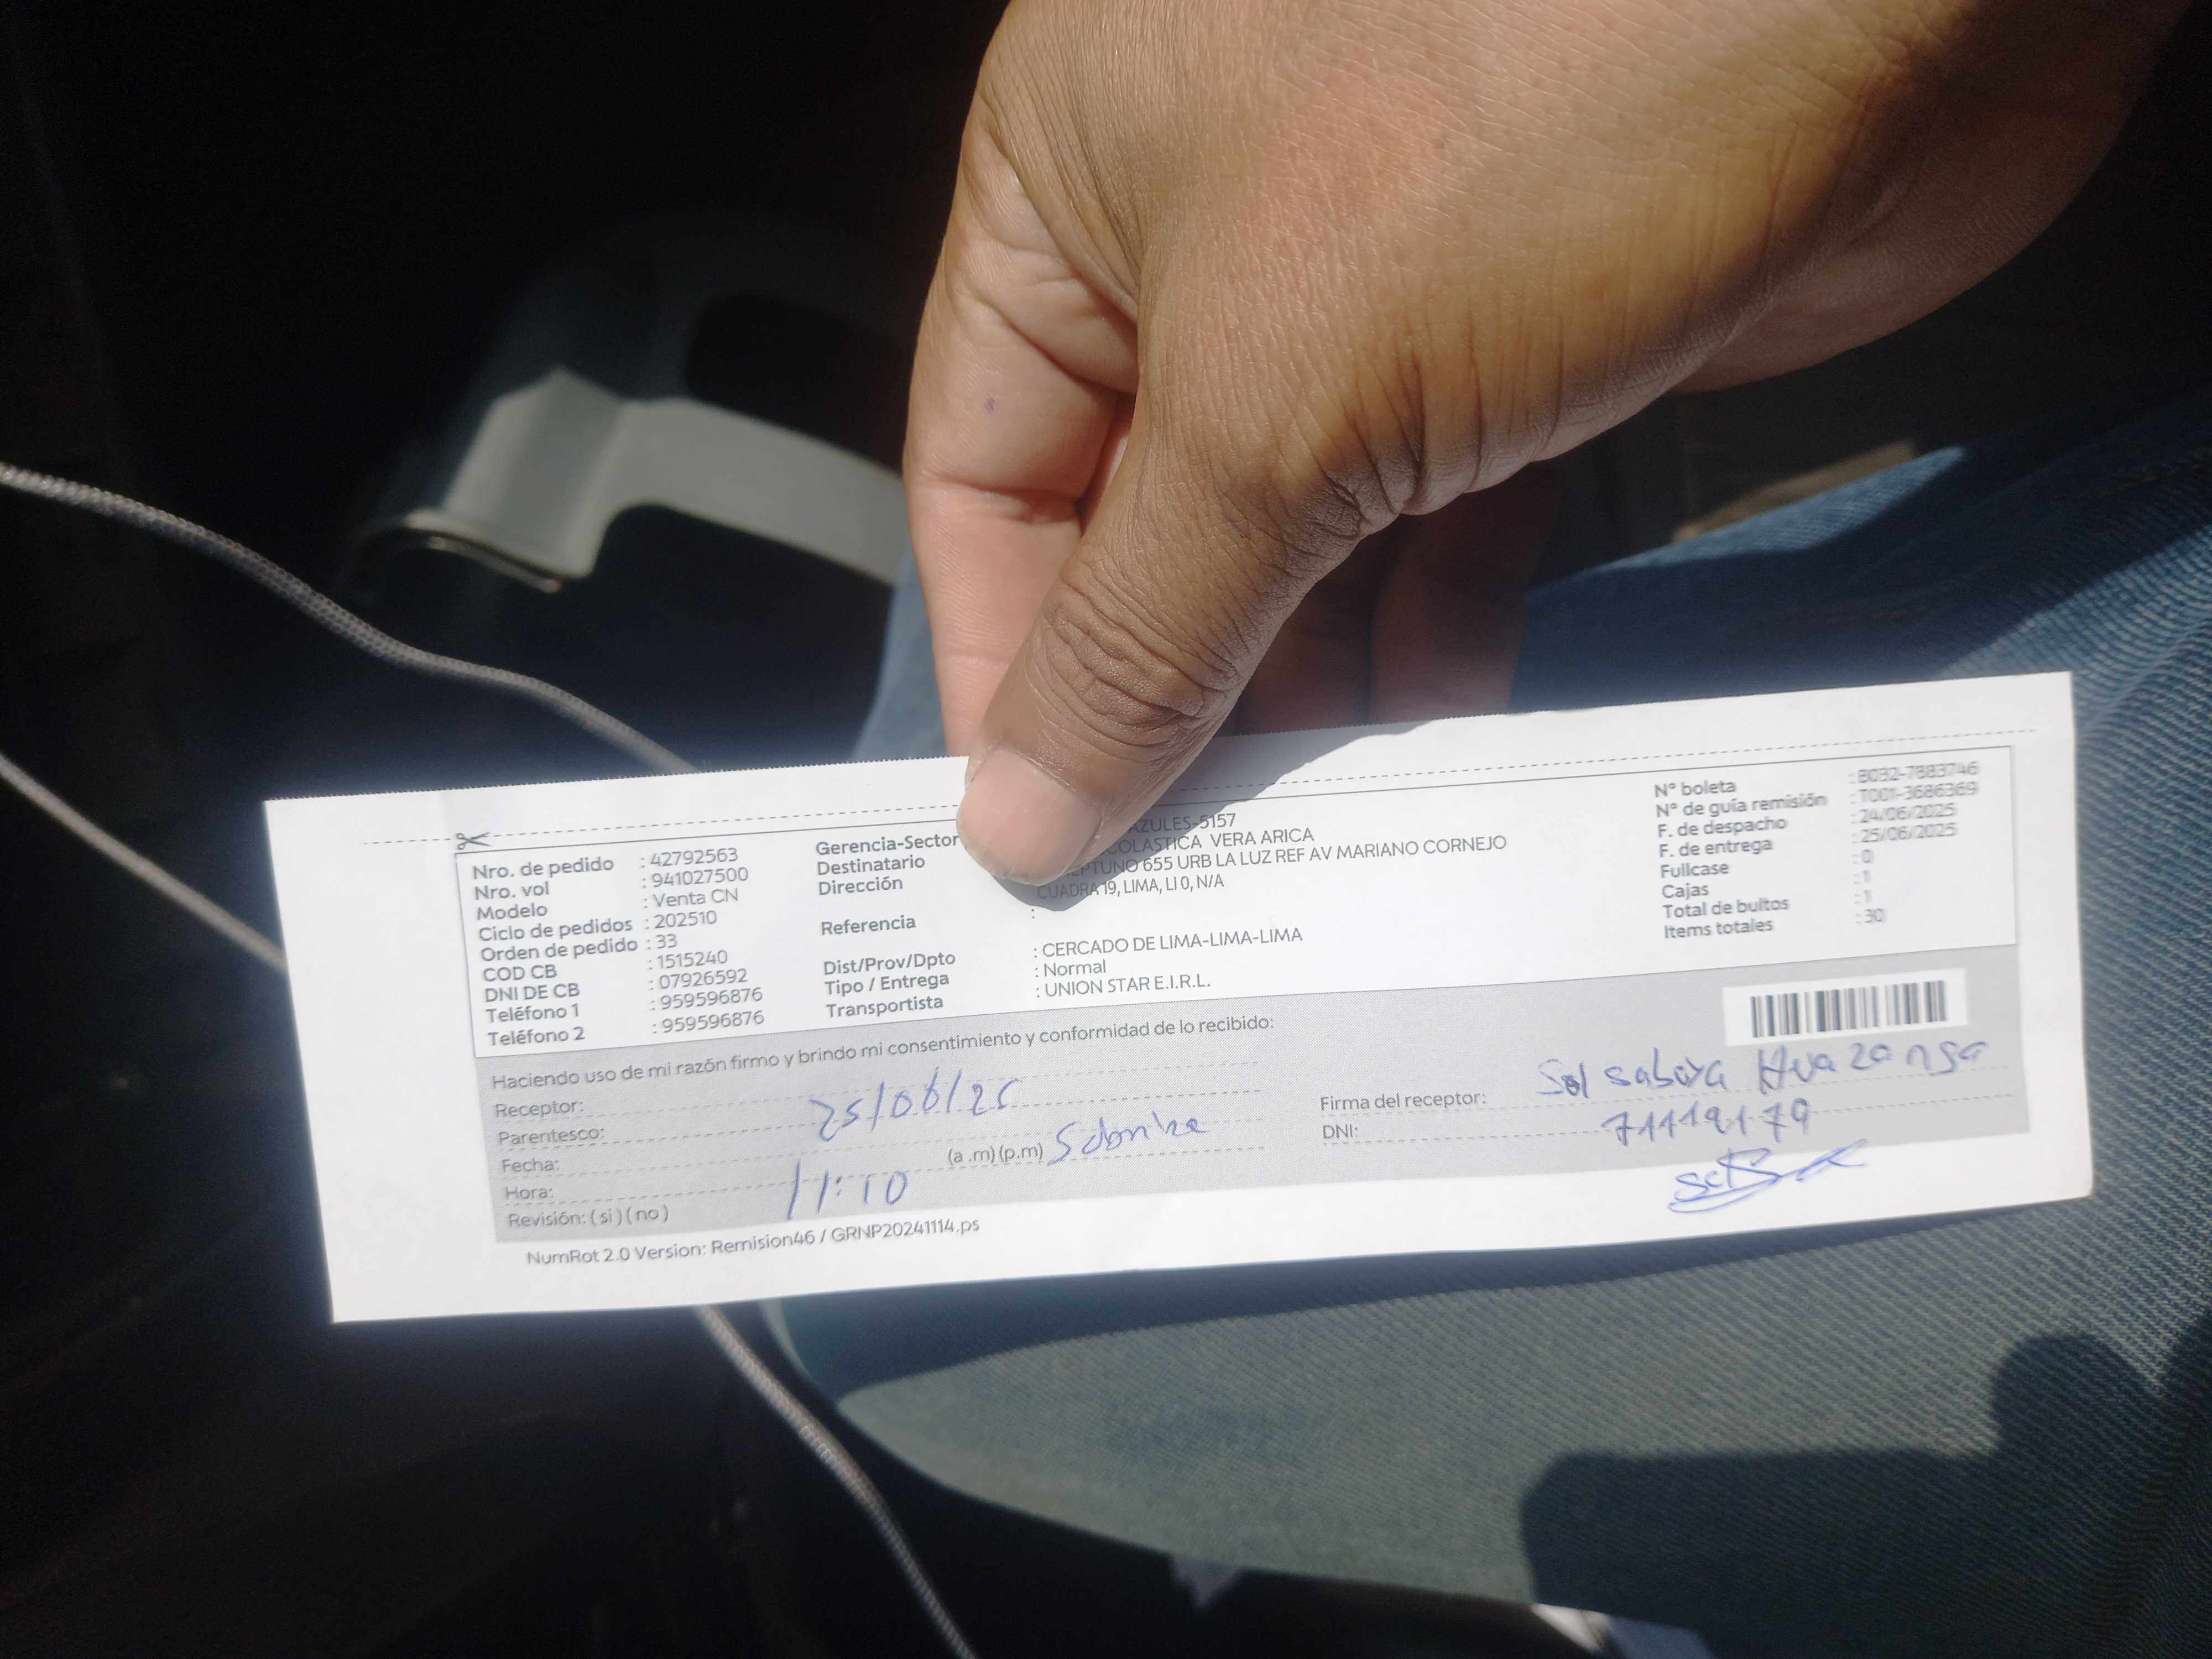 Nro. de pedido : 42792563
Nro. vol : 941027500
Modelo : Venta CN
Ciclo de pedidos : 202510
Orden de pedido : 33
COD CB : 1515240
DNI DE CB : 07926592
Teléfono 1 : 959596876
Teléfono 2 : 959596876
Gerencia-Sector AZULES-5157
Destinatario VERA ARICA
Dirección 655 URB LA LUZ REF AV MARIANO CORNEJO
CUADRA 19, LIMA, LI 0, N/A
Referencia :
Dist/Prov/Dpto : CERCADO DE LIMA-LIMA-LIMA
Tipo / Entrega : Normal
Transportista : UNION STAR E.I.R.L.
N° boleta : B032-7883746
N° de guía remisión : T001-3686369
F. de despacho : 24/06/2025
F. de entrega : 25/06/2025
Fullcase : 0
Cajas : 1
Total de bultos : 1
Items totales : 30
Haciendo uso de mi razón firmo y brindo mi consentimiento y conformidad de lo recibido:
Receptor:
Parentesco: 25/06/25
Fecha:
Hora: 11:10 (a .m) (p.m)
Revisión: ( si ) ( no )
Firma del receptor: Sol
DNI: 71119179
NumRot 2.0 Version: Remision46 / GRNP20241114.ps